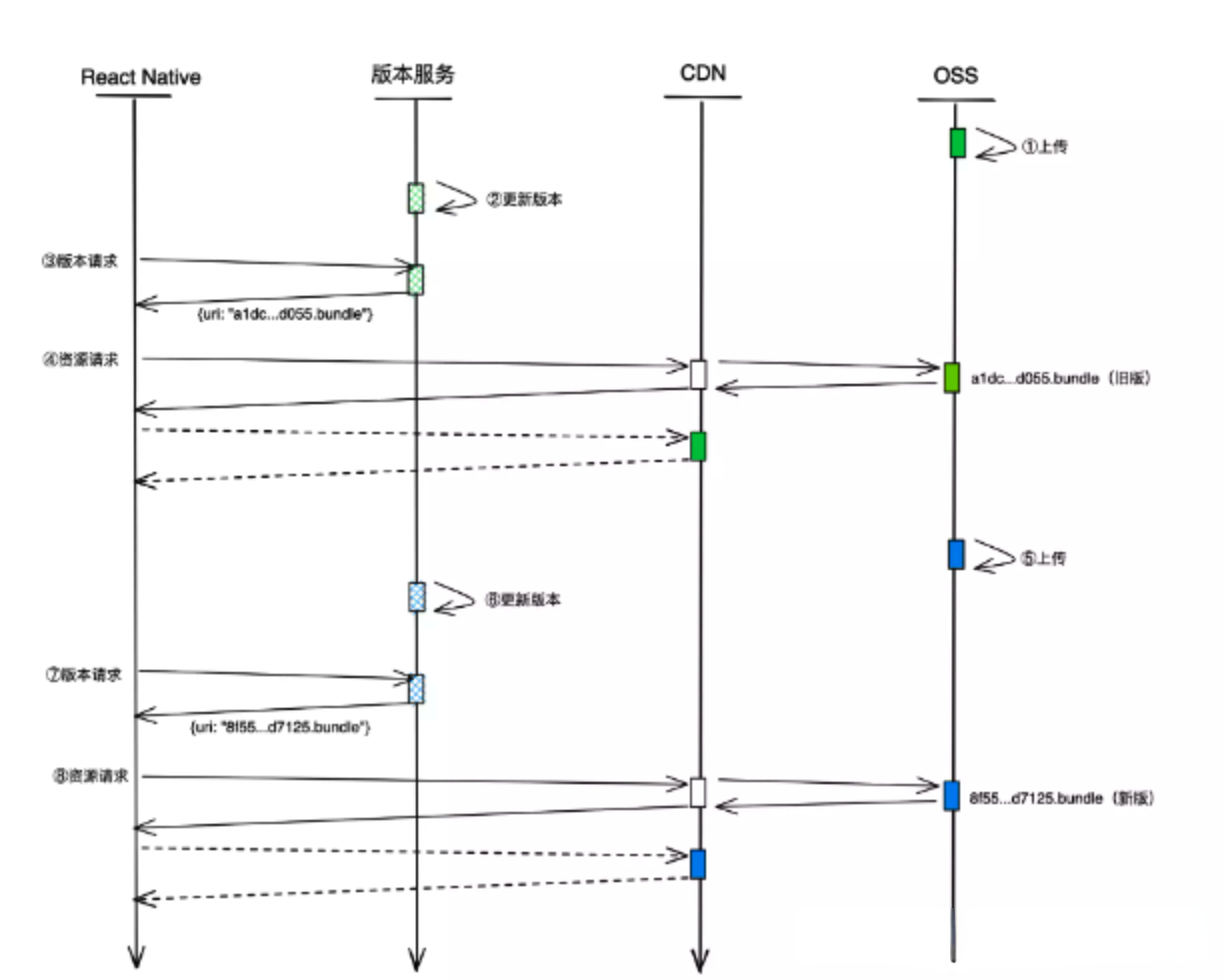 React Native
版本服务
CDN
OSS
①上传
②更新版本
③版本请求
{uri: "a1dc...d055.bundle"}
④资源请求
a1dc...d055.bundle（旧版）
⑤上传
⑥更新版本
⑦版本请求
{uri: "8f55...d7125.bundle"}
⑧资源请求
8f55...d7125.bundle（新版）